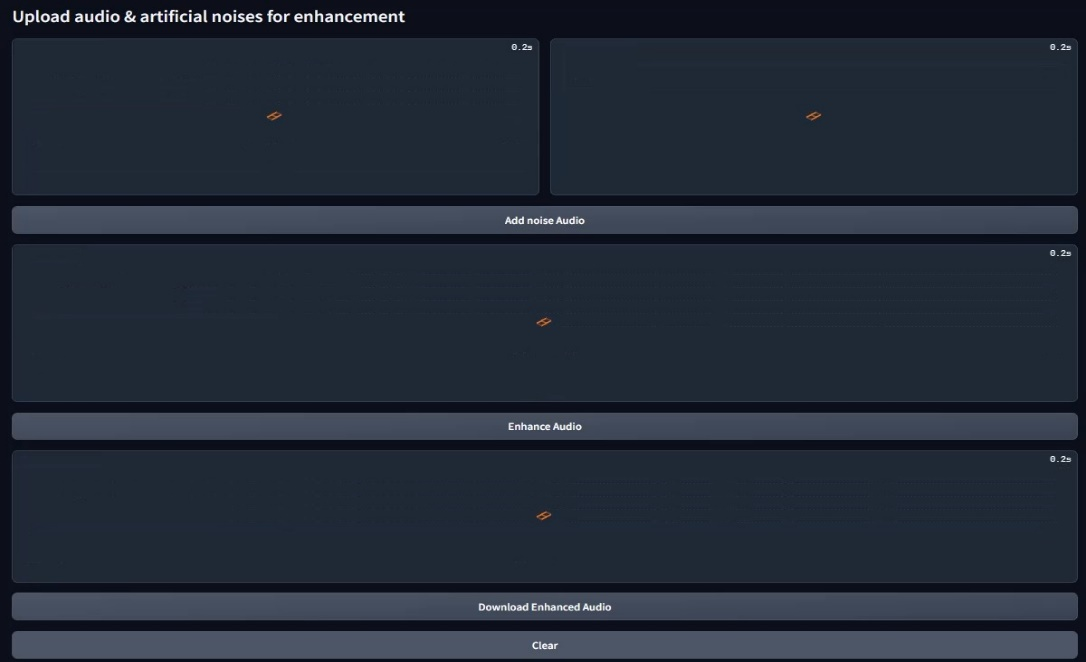 Upload audio & artificial noises for enhancement
0.2s
0.2s
Add noise Audio
0.2s
Enhance Audio
0.2s
Download Enhanced Audio
Clear